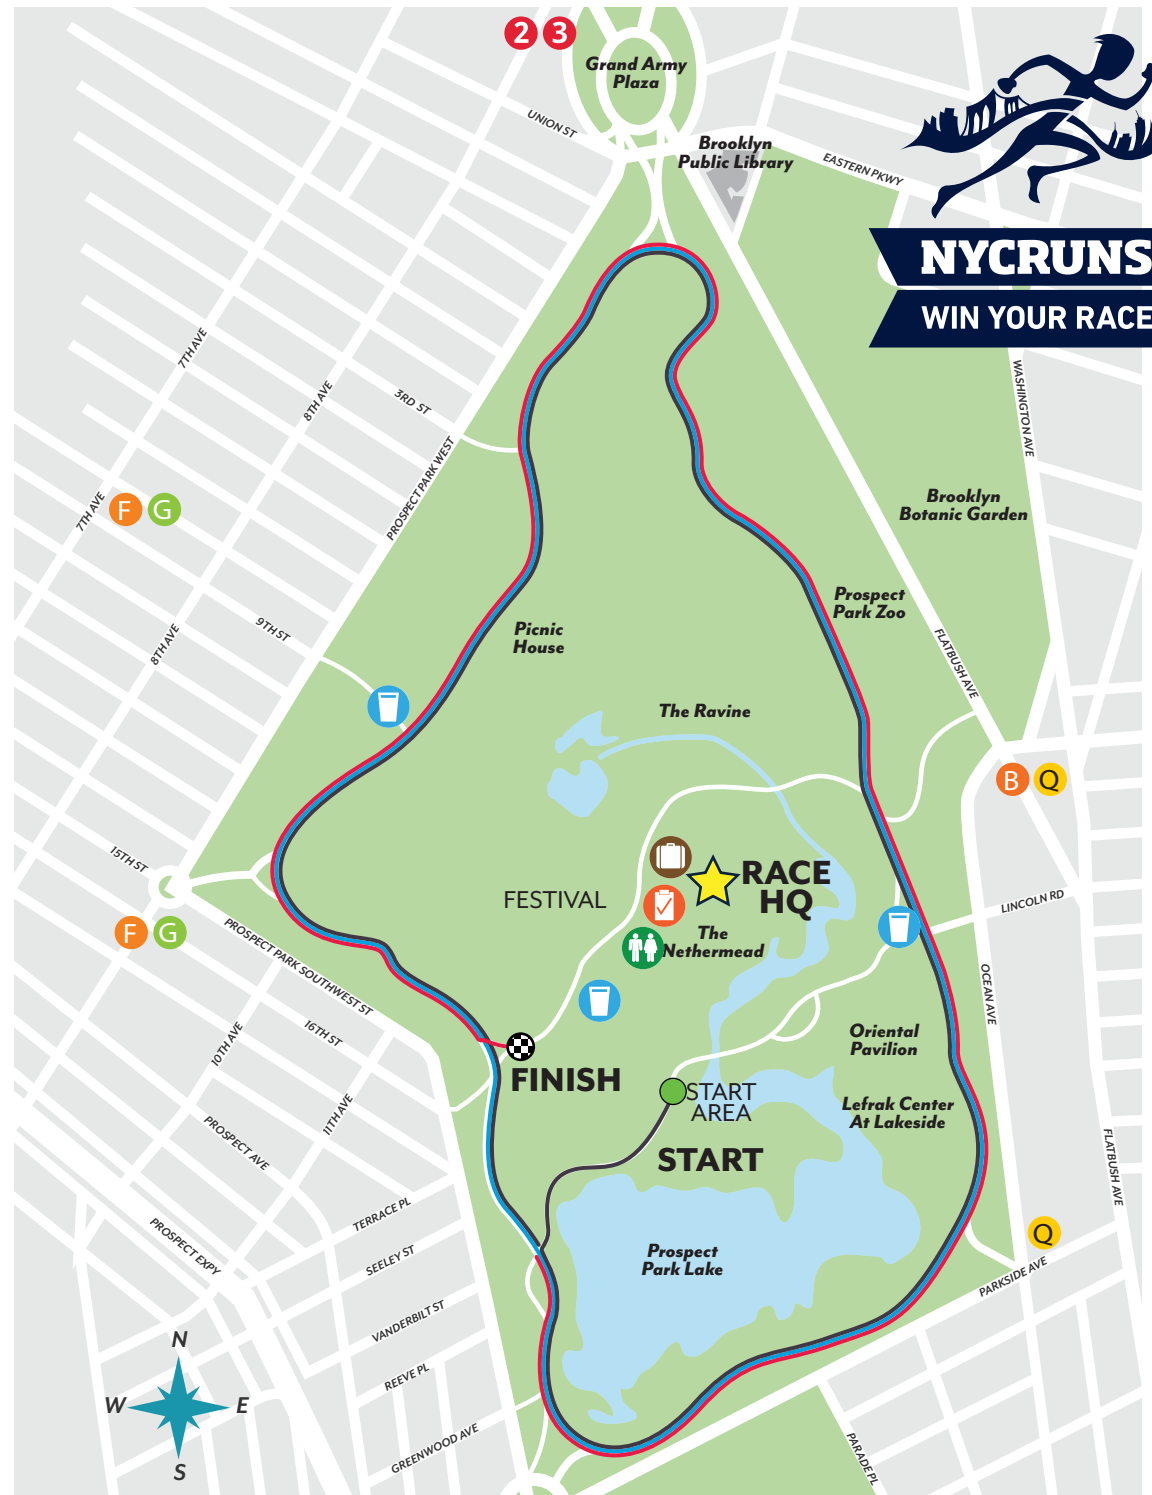 2 3
Grand Army
Plaza
UNION ST
Brooklyn
Public Library
EASTERN PKWY
NYCRUNS
WIN YOUR RACE
7TH AVE
8TH AVE
3RD ST
PROSPECT PARK WEST
WASHINGTON AVE
7TH AVE
F G
Brooklyn
Botanic Garden
Prospect
Park Zoo
9TH ST
8TH AVE
Picnic
House
FLATBUSH AVE
The Ravine
B Q
15TH ST
RACE
HQ
FESTIVAL
LINCOLN RD
F G
PROSPECT PARK SOUTHWEST ST
The
Nethermead
OCEAN AVE
16TH ST
10TH AVE
Oriental
Pavilion
FINISH
START
AREA
11TH AVE
Lefrak Center
At Lakeside
PROSPECT AVE
START
FLATBUSH AVE
TERRACE PL
PROSPECT EXPY
SEELEY ST
Prospect
Park Lake
Q
PARKSIDE AVE
VANDERBILT ST
N
REEVE PL
W E
GREENWOOD AVE
PARADE PL
S